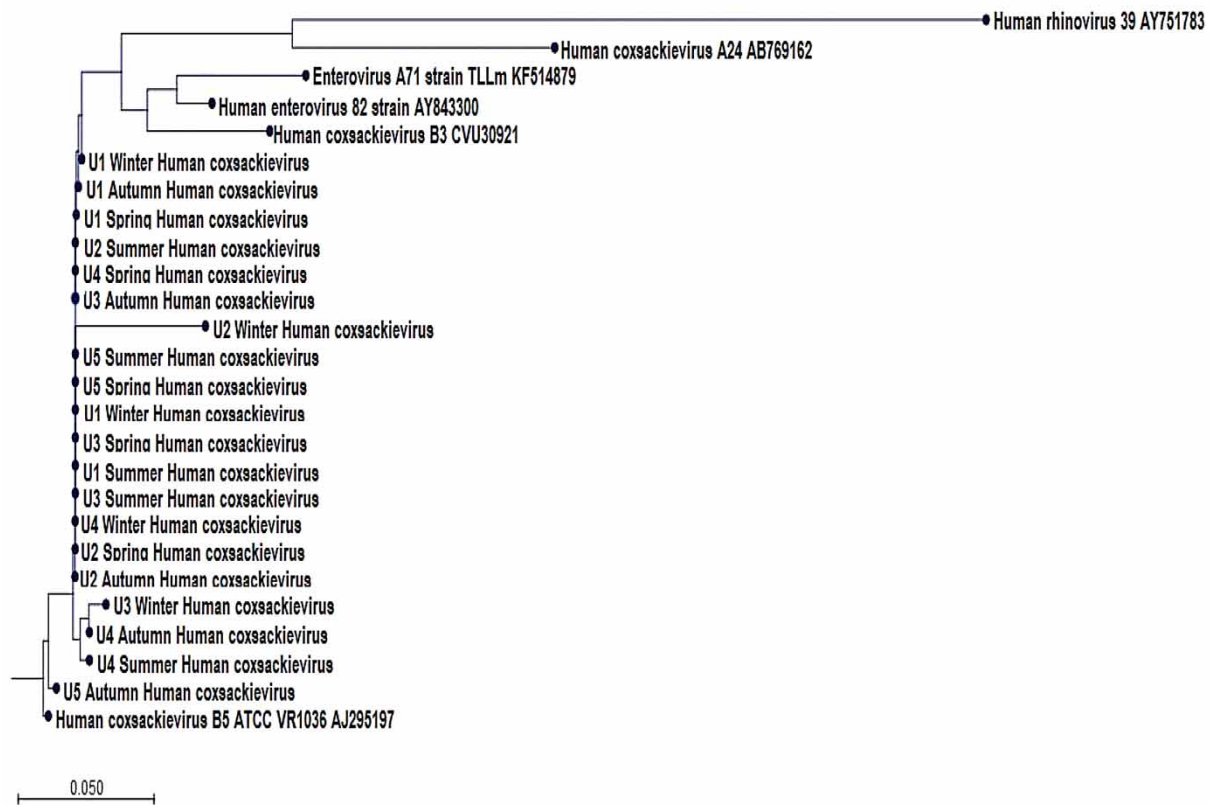 Human rhinovirus 39 AY751783
Human coxsackievirus A24 AB769162
Enterovirus A71 strain TLLm KF514879
Human enterovirus 82 strain AY843300
Human coxsackievirus B3 CVU30921
U1 Winter Human coxsackievirus
U1 Autumn Human coxsackievirus
U1 Spring Human coxsackievirus
U2 Summer Human coxsackievirus
U4 Spring Human coxsackievirus
U3 Autumn Human coxsackievirus
U2 Winter Human coxsackievirus
U5 Summer Human coxsackievirus
U5 Spring Human coxsackievirus
U1 Winter Human coxsackievirus
U3 Spring Human coxsackievirus
U1 Summer Human coxsackievirus
U3 Summer Human coxsackievirus
U4 Winter Human coxsackievirus
U2 Spring Human coxsackievirus
U2 Autumn Human coxsackievirus
U3 Winter Human coxsackievirus
U4 Autumn Human coxsackievirus
U4 Summer Human coxsackievirus
U5 Autumn Human coxsackievirus
Human coxsackievirus B5 ATCC VR1036 AJ295197
0.050